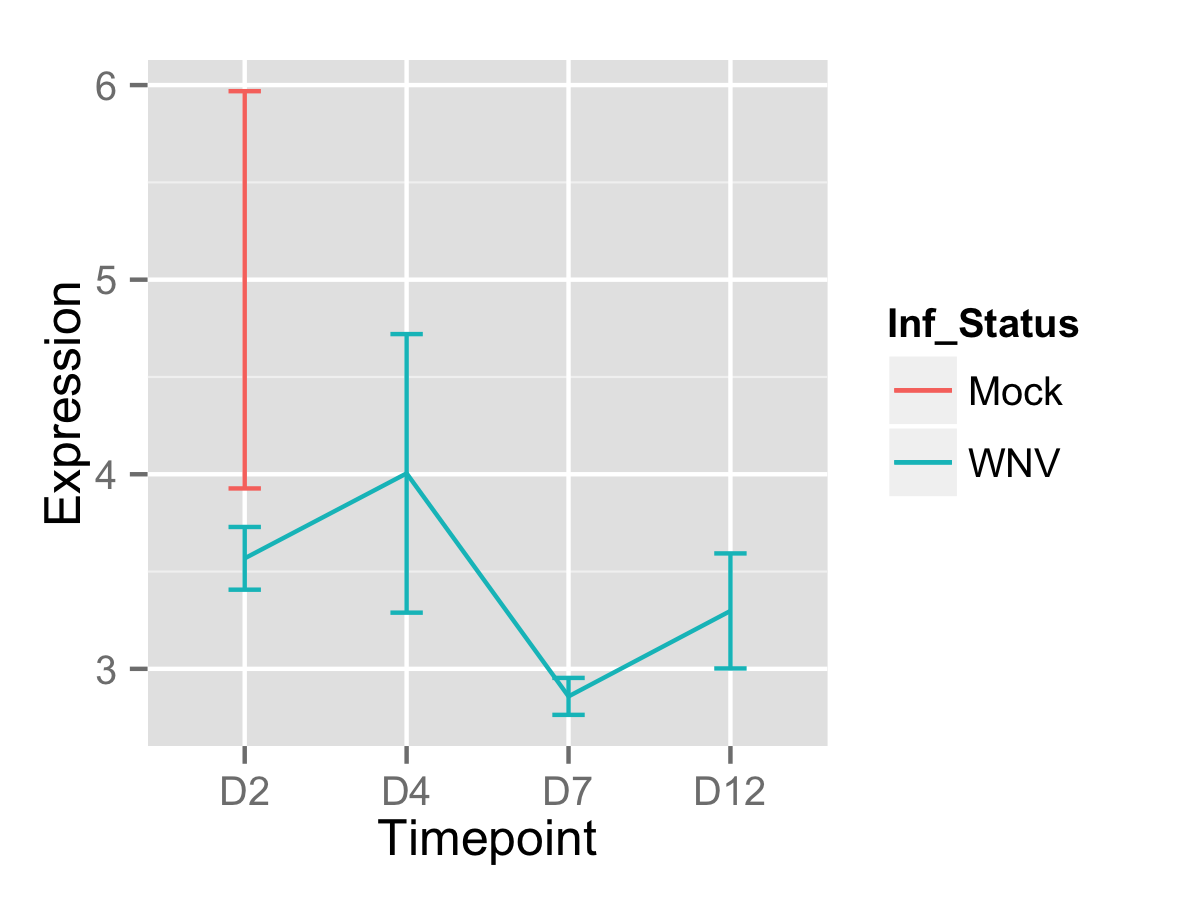 6
5
4
3
Expression
D2 D4 D7 D12
Timepoint
Inf_Status
Mock
WNV